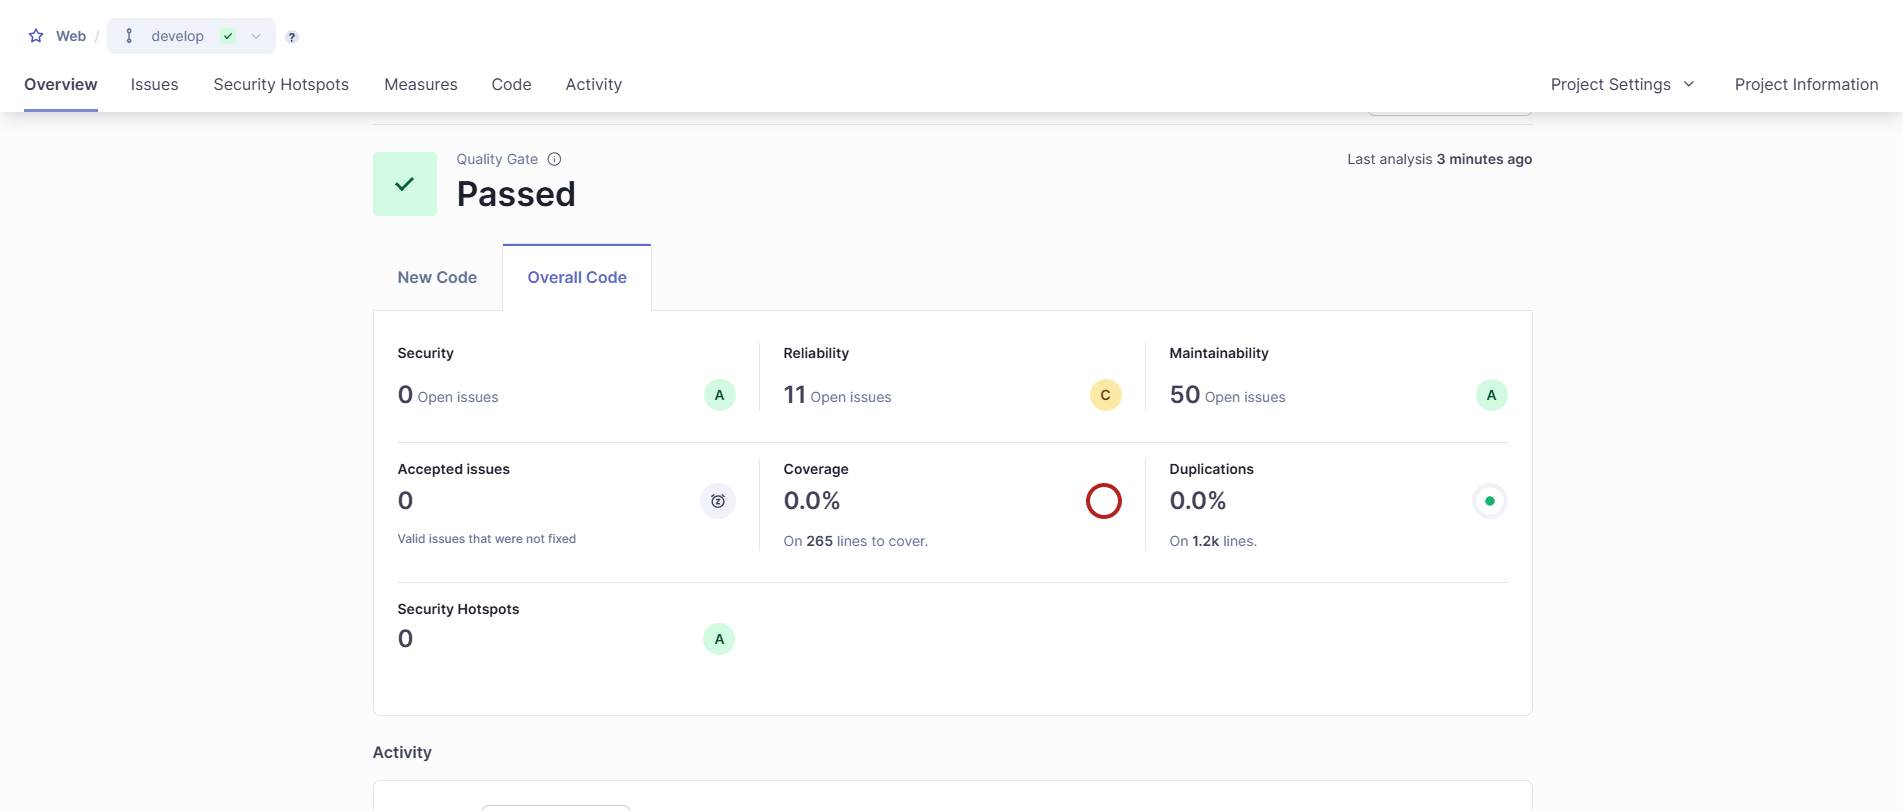 Web / develop ?
Overview Issues Security Hotspots Measures Code Activity Project Settings Project Information
Quality Gate Last analysis 3 minutes ago
Passed
New Code Overall Code
Security Reliability Maintainability
0 Open issues A 11 Open issues C 50 Open issues A
Accepted issues Coverage Duplications
0 0.0% 0.0%
Valid issues that were not fixed On 265 lines to cover. On 1.2k lines.
Security Hotspots
0 A
Activity